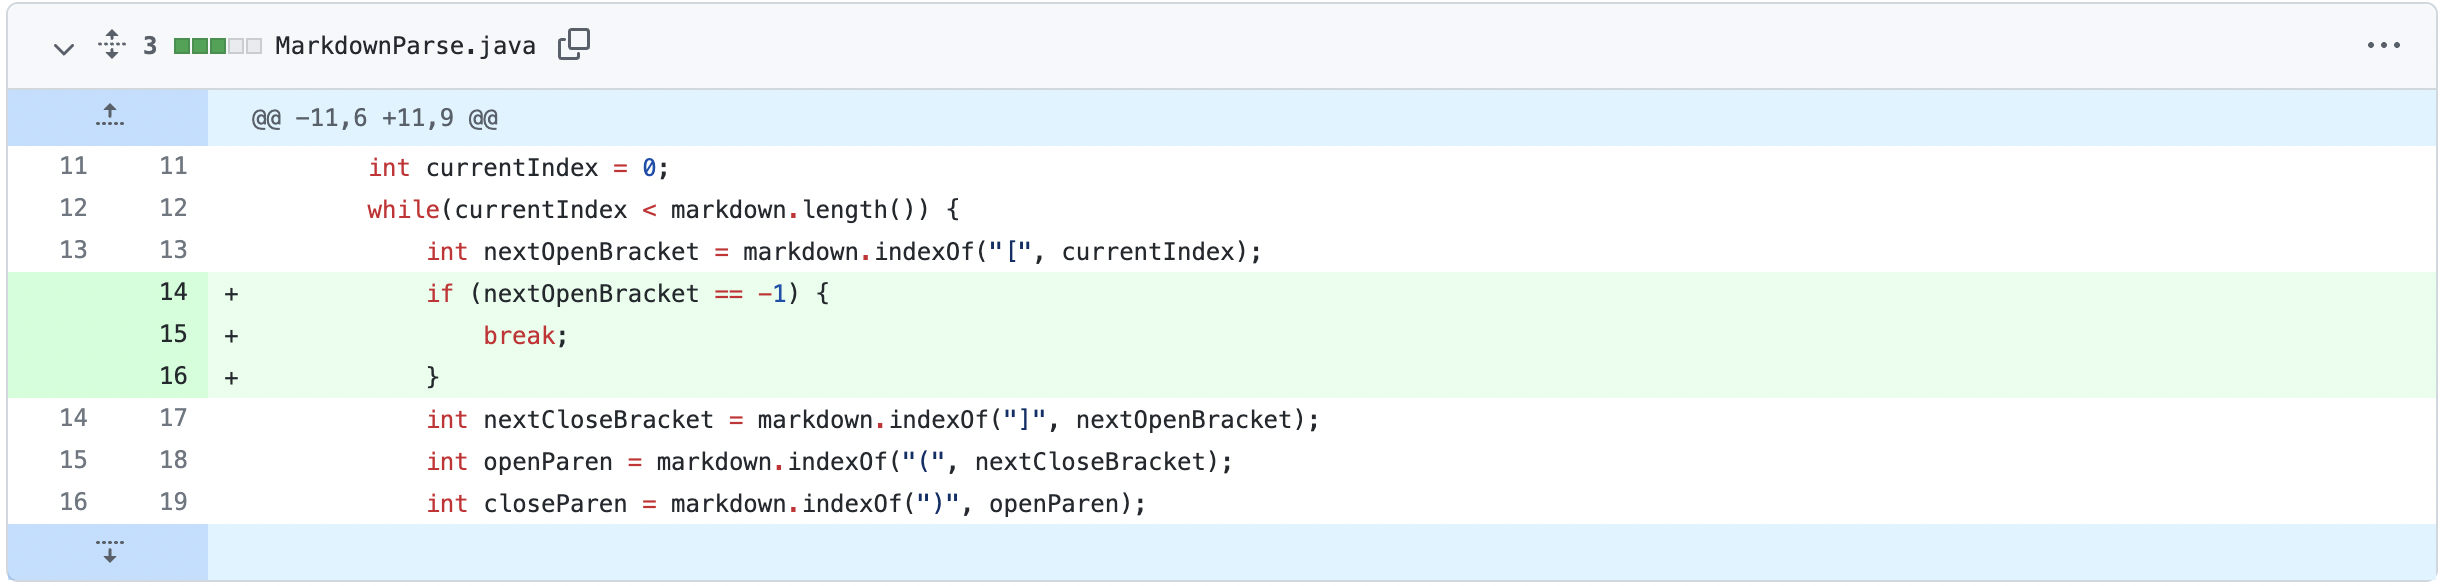 3 MarkdownParse.java
@@ -11,6 +11,9 @@
11 11 int currentIndex = 0;
12 12 while(currentIndex < markdown.length()) {
13 13 int nextOpenBracket = markdown.indexOf("[", currentIndex);
14 + if (nextOpenBracket == -1) {
15 + break;
16 + }
14 17 int nextCloseBracket = markdown.indexOf("]", nextOpenBracket);
15 18 int openParen = markdown.indexOf("(", nextCloseBracket);
16 19 int closeParen = markdown.indexOf(")", openParen);